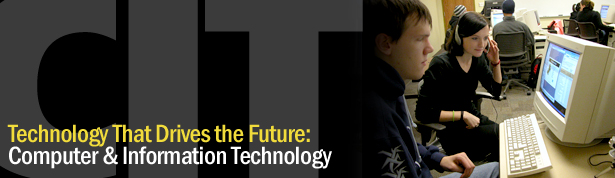 CIT
Technology That Drives the Future:
Computer & Information Technology